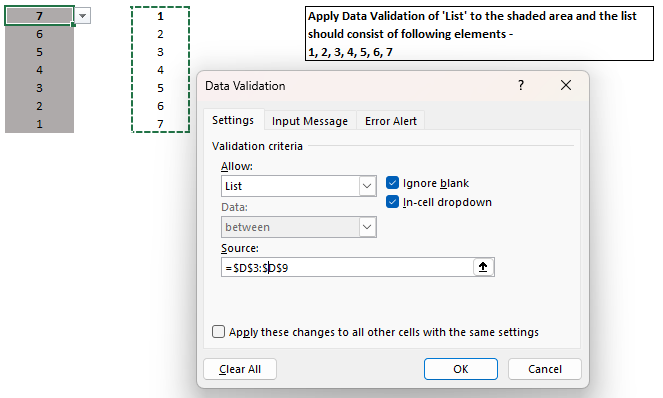 7 1
6 2
5 3
4 4
3 5
2 6
1 7
Apply Data Validation of 'List' to the shaded area and the list
should consist of following elements -
1, 2, 3, 4, 5, 6, 7
Data Validation ?
Settings Input Message Error Alert
Validation criteria
Allow:
List
Ignore blank
In-cell dropdown
Data:
between
Source:
=$D$3:$D$9
Apply these changes to all other cells with the same settings
Clear All OK Cancel